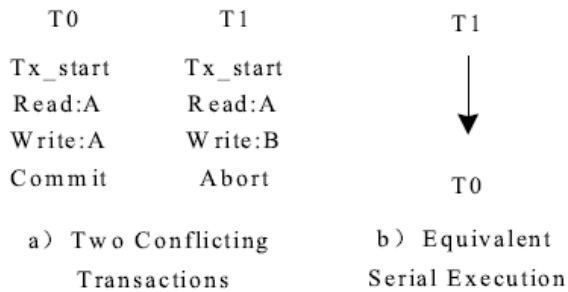 T0 T1
Tx_start Tx_start
Read:A Read:A
Write:A Write:B
Commit Abort
a) Two Conflicting
Transactions
T1
T0
b) Equivalent
Serial Execution